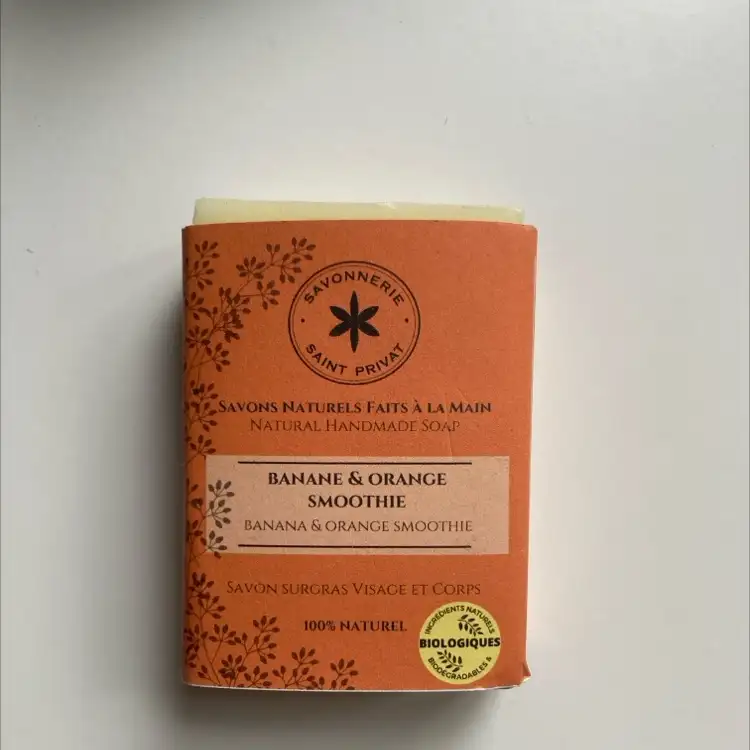 SAVONNERIE
SAINT PRIVAT
SAVONS NATURELS FAITS À LA MAIN
NATURAL HANDMADE SOAP
BANANE & ORANGE
SMOOTHIE
BANANA & ORANGE SMOOTHIE
SAVON SURGRAS VISAGE ET CORPS
100% NATUREL
INGRÉDIENTS NATURELS
BIOLOGIQUES
& BIODÉGRADABLES